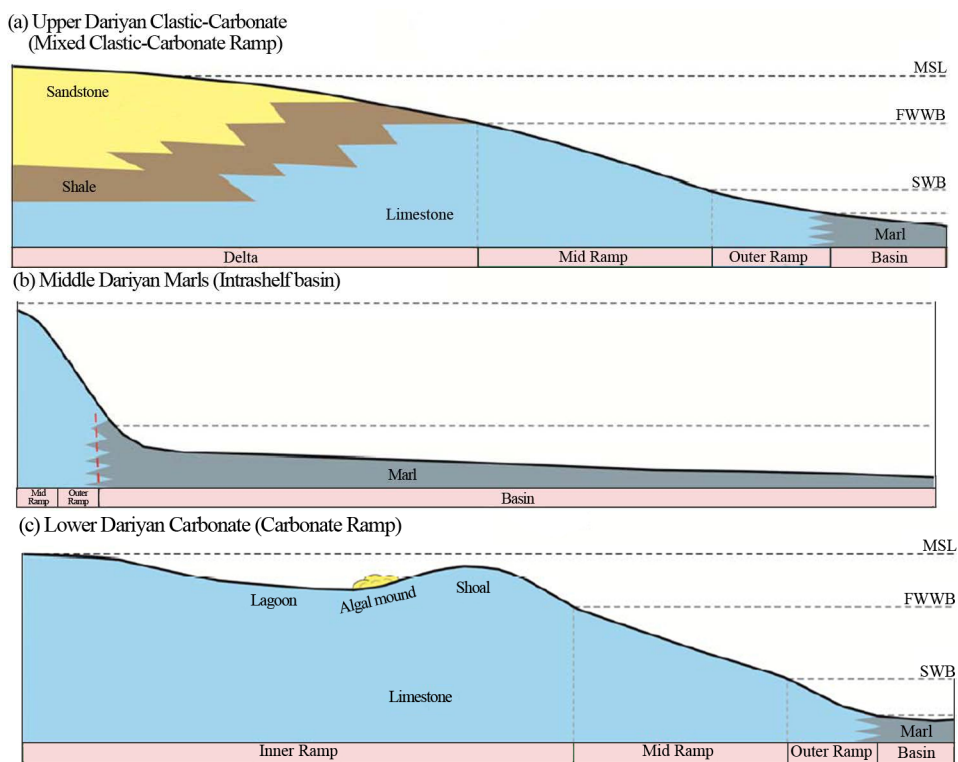 (a) Upper Dariyan Clastic-Carbonate
(Mixed Clastic-Carbonate Ramp)
MSL
Sandstone
FWWB
Shale
SWB
Limestone
Marl
Delta
Mid Ramp
Outer Ramp
Basin
(b) Middle Dariyan Marls (Intrashelf basin)
Marl
Mid
Ramp
Outer
Ramp
Basin
(c) Lower Dariyan Carbonate (Carbonate Ramp)
MSL
Lagoon
Algal mound
Shoal
FWWB
SWB
Limestone
Marl
Inner Ramp
Mid Ramp
Outer Ramp
Basin